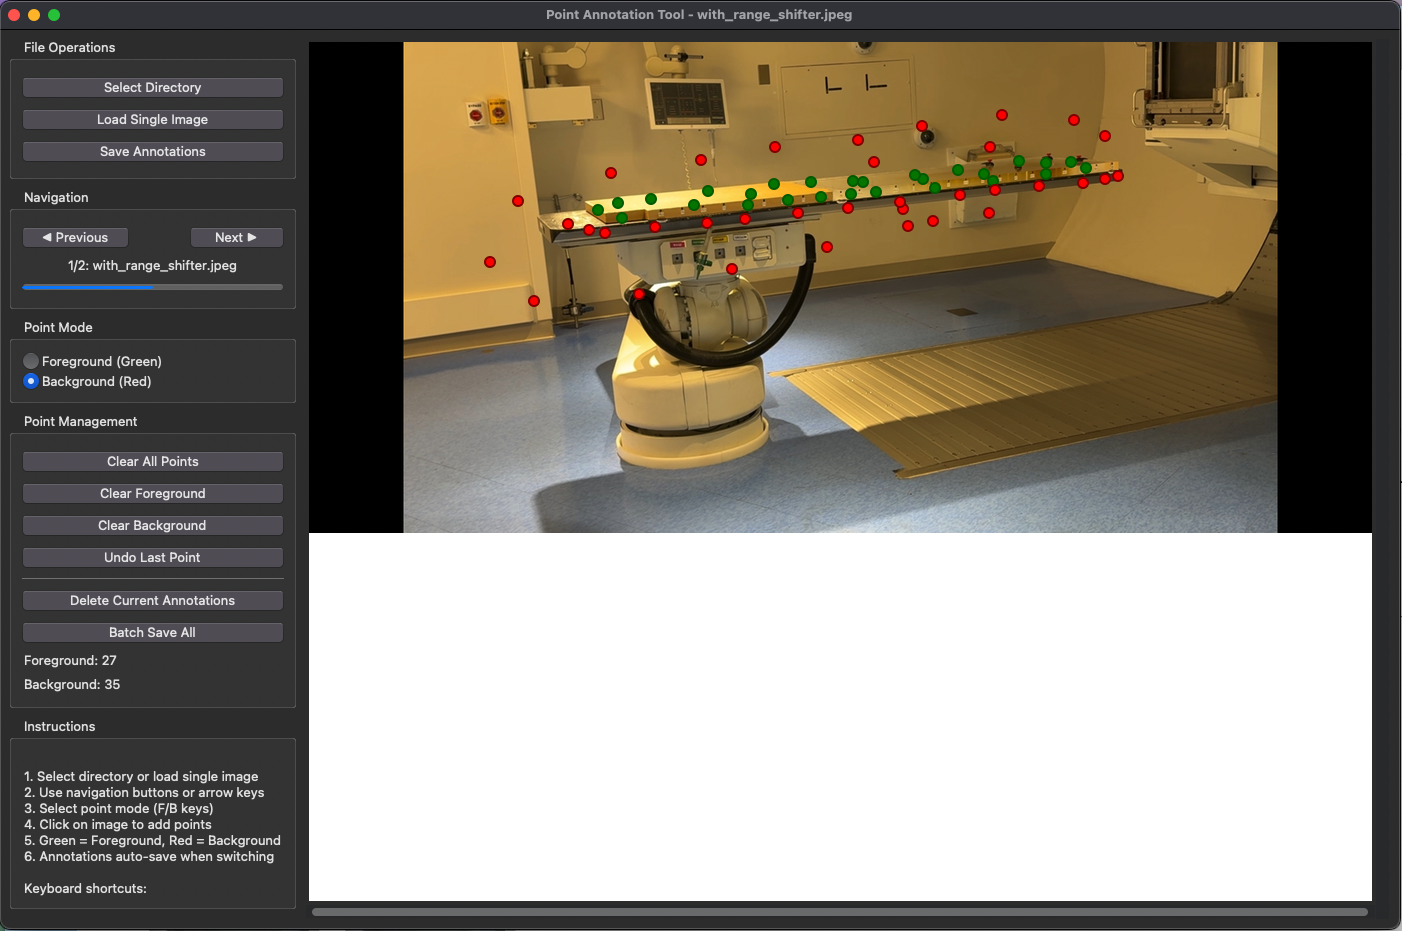 Point Annotation Tool - with_range_shifter.jpeg
File Operations
Select Directory
Load Single Image
Save Annotations
Navigation
◀ Previous
Next ▶
1/2: with_range_shifter.jpeg
Point Mode
Foreground (Green)
Background (Red)
Point Management
Clear All Points
Clear Foreground
Clear Background
Undo Last Point
Delete Current Annotations
Batch Save All
Foreground: 27
Background: 35
Instructions
1. Select directory or load single image
2. Use navigation buttons or arrow keys
3. Select point mode (F/B keys)
4. Click on image to add points
5. Green = Foreground, Red = Background
6. Annotations auto-save when switching
Keyboard shortcuts: